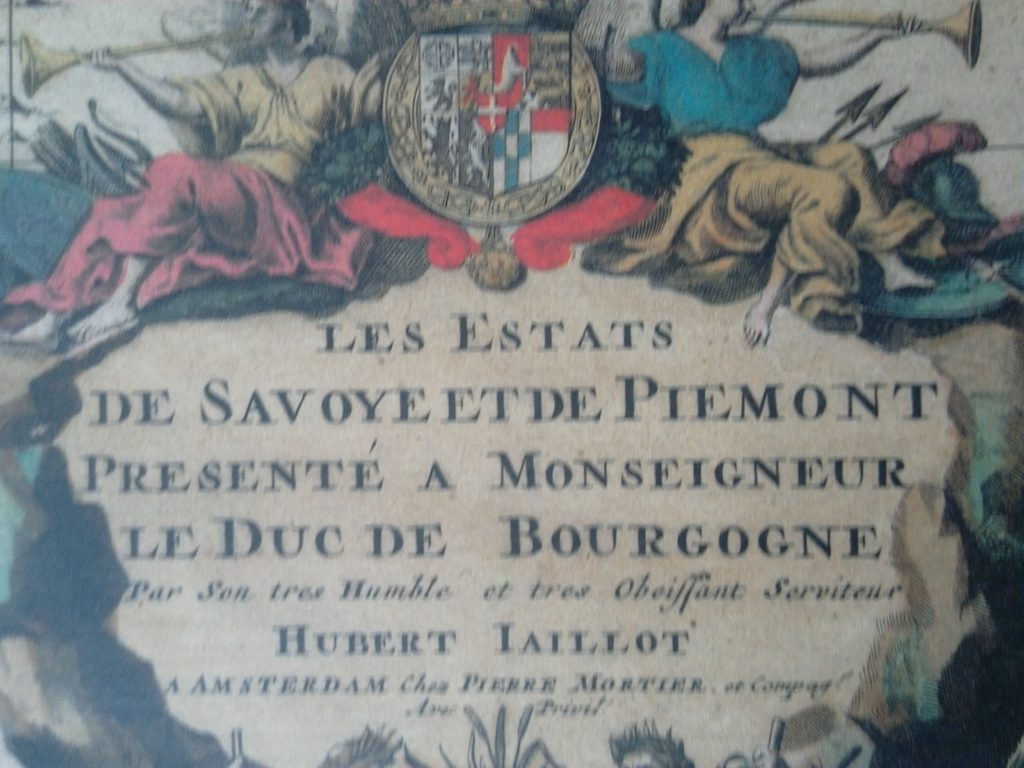 LES ESTATS
DE SAVOYE ET DE PIEMONT
PRESENTÉ A MONSEIGNEUR
LE DUC DE BOURGOGNE
Par Son tres Humble et tres Obeiſſant Serviteur
HUBERT IAILLOT
A AMSTERDAM Chez PIERRE MORTIER, et Compag.
Avec Privil.